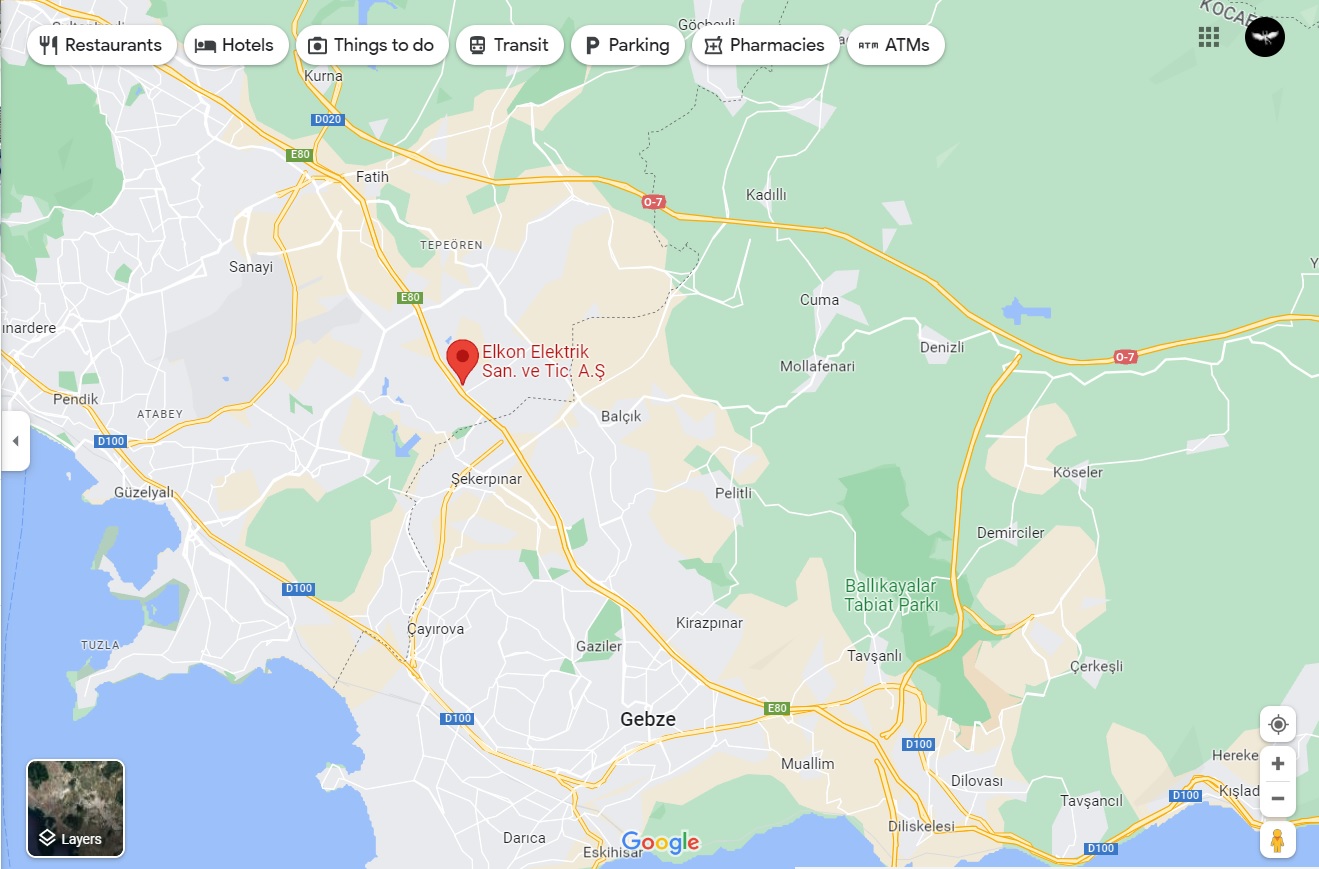 Göçbeyli
KOCAE
Restaurants
Hotels
Things to do
Transit
Parking
Pharmacies
ATM ATMs
Kurna
D020
E80
Fatih
Kadıllı
O-7
TEPEÖREN
Sanayi
E80
Cuma
ınardere
Denizli
Elkon Elektrik
San. ve Tic. A.Ş
O-7
Mollafenari
Pendik
ATABEY
Balçık
D100
Köseler
Şekerpınar
Güzelyalı
Pelitli
Demirciler
D100
Ballıkayalar
Tabiat Parkı
Kirazpınar
Çayırova
TUZLA
Gaziler
Tavşanlı
Çerkeşli
E80
D100
Gebze
D100
Hereke
Muallim
Dilovası
D100
Kışlad
Tavşancıl
Layers
Diliskelesi
Darıca
Google
D100
Eskihisar